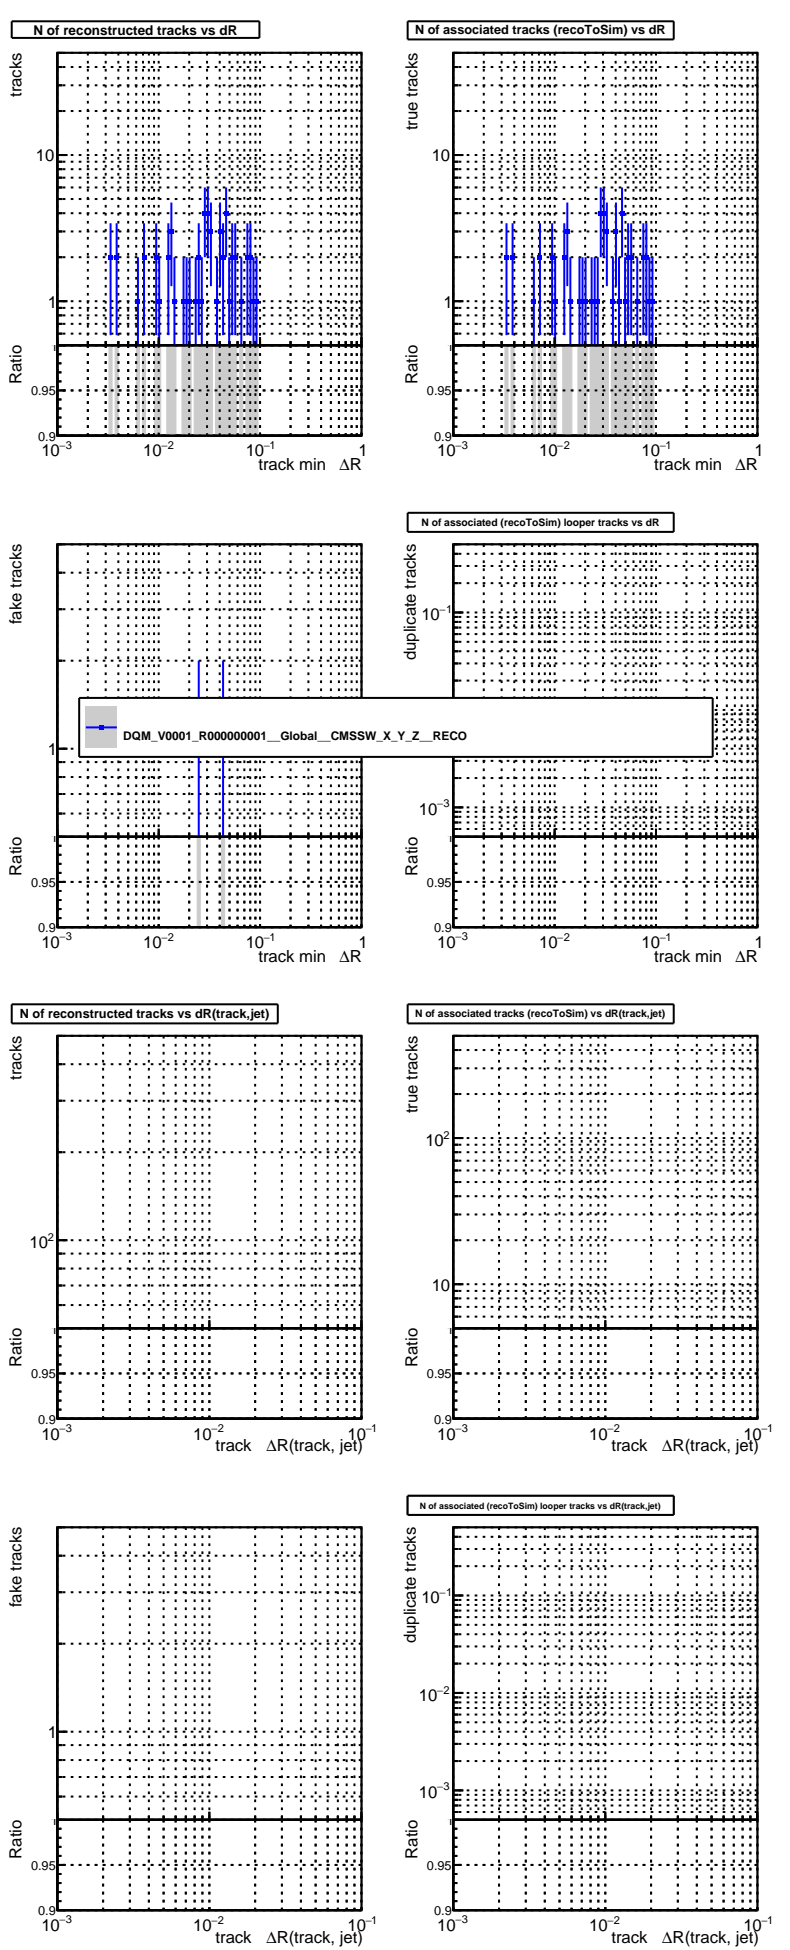 N of reconstructed tracks vs dR
tracks
10
1
Ratio
0.95
0.9
10−3
10−2
10−1
1
track min ΔR
N of associated tracks (recoToSim) vs dR
true tracks
10
1
Ratio
0.95
0.9
10−3
10−2
10−1
1
track min ΔR
fake tracks
1
Ratio
0.95
0.9
10−3
10−2
10−1
1
track min ΔR
N of associated (recoToSim) looper tracks vs dR
duplicate tracks
10−1
10−3
Ratio
0.95
0.9
10−3
10−2
10−1
1
track min ΔR
DQM_V0001_R000000001__Global__CMSSW_X_Y_Z__RECO
N of reconstructed tracks vs dR(track,jet)
tracks
102
Ratio
0.95
0.9
10−3
10−2
10−1
track ΔR(track, jet)
N of associated tracks (recoToSim) vs dR(track,jet)
true tracks
102
10
Ratio
0.95
0.9
10−3
10−2
10−1
track ΔR(track, jet)
fake tracks
1
Ratio
0.95
0.9
10−3
10−2
10−1
track ΔR(track, jet)
N of associated (recoToSim) looper tracks vs dR(track,jet)
duplicate tracks
10−1
10−2
10−3
Ratio
0.95
0.9
10−3
10−2
10−1
track ΔR(track, jet)